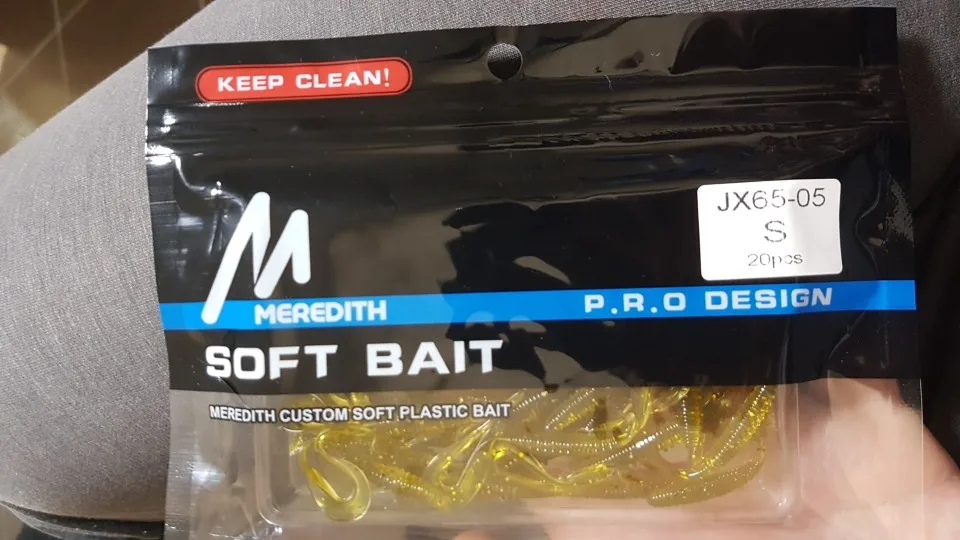 KEEP CLEAN!
JX65-05
S
20pcs
MEREDITH
P.R.O DESIGN
SOFT BAIT
MEREDITH CUSTOM SOFT PLASTIC BAIT